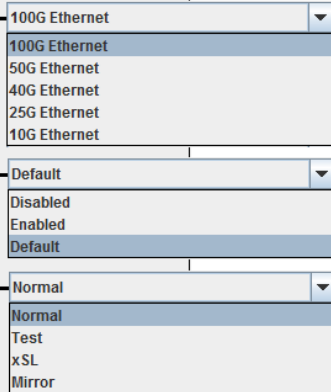 100G Ethernet
100G Ethernet
50G Ethernet
40G Ethernet
25G Ethernet
10G Ethernet
Default
Disabled
Enabled
Default
Normal
Normal
Test
xSL
Mirror